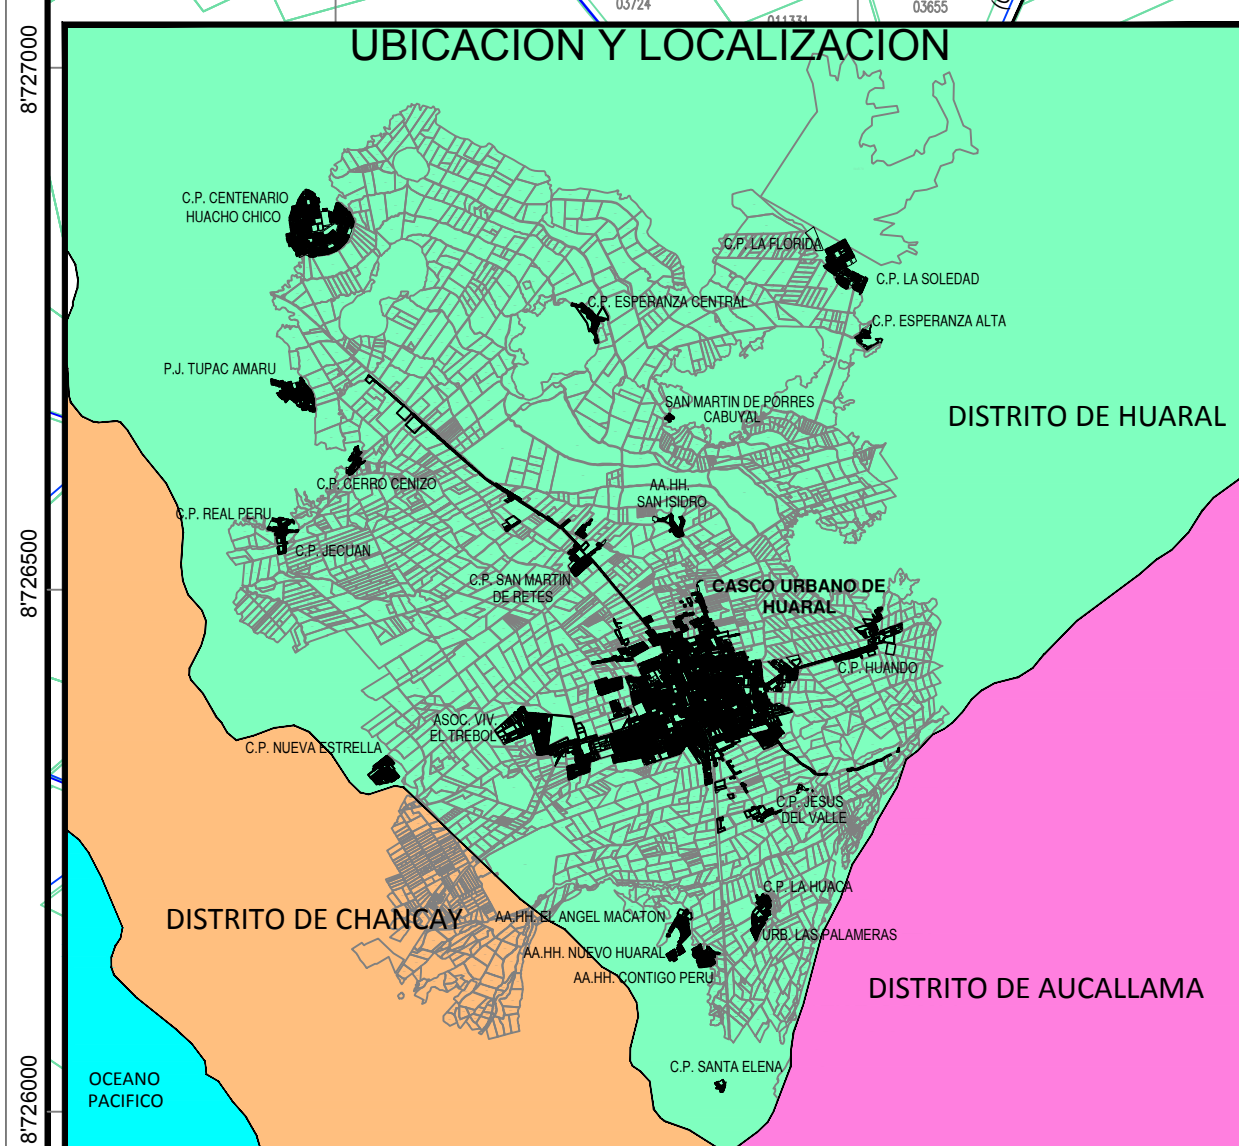 03724
011331
03655
UBICACION Y LOCALIZACION
8'727000
C.P. CENTENARIO
HUACHO CHICO
C.P. LA FLORIDA
C.P. LA SOLEDAD
C.P. ESPERANZA CENTRAL
C.P. ESPERANZA ALTA
P.J. TUPAC AMARU
SAN MARTIN DE PORRES
CABUYAL
DISTRITO DE HUARAL
C.P. CERRO CENIZO
AA.HH.
SAN ISIDRO
C.P. REAL PERU
C.P. JECUAN
8'726500
C.P. SAN MARTIN
DE RETES
CASCO URBANO DE
HUARAL
C.P. HUANDO
ASOC. VIV.
EL TREBOL
C.P. NUEVA ESTRELLA
C.P. JESUS
DEL VALLE
C.P. LA HUACA
DISTRITO DE CHANCAY
AA.HH. EL ANGEL MACATON
URB. LAS PALAMERAS
AA.HH. NUEVO HUARAL
AA.HH. CONTIGO PERU
DISTRITO DE AUCALLAMA
C.P. SANTA ELENA
OCEANO
PACIFICO
8'726000